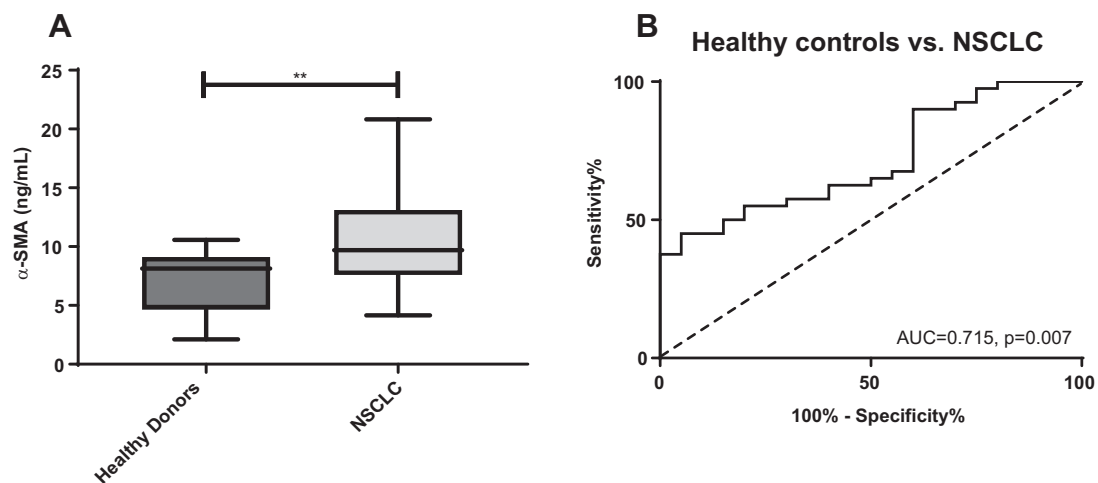 A
25
20
15
10
5
0
α-SMA (ng/mL)
**
Healthy Donors
NSCLC
B
Healthy controls vs. NSCLC
100
50
0
Sensitivity%
AUC=0.715, p=0.007
0
50
100
100% - Specificity%